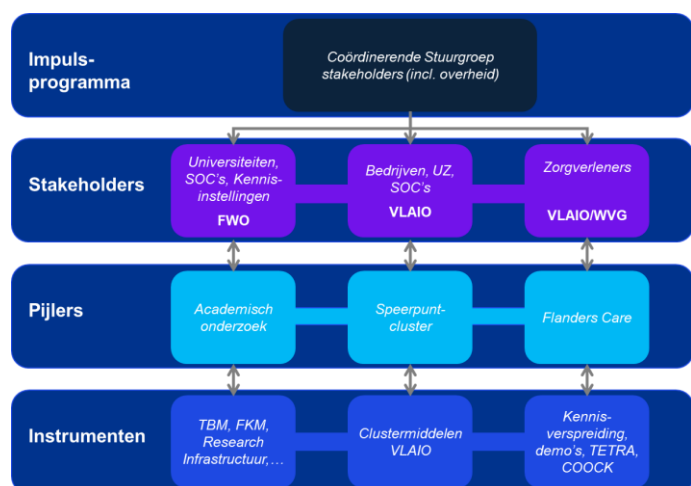 Impuls-
programma
Coördinerende Stuurgroep
stakeholders (incl. overheid)
Stakeholders
Universiteiten,
SOC's, Kennis-
instellingen
FWO
Bedrijven, UZ,
SOC's
VLAIO
Zorgverleners
VLAIO/WVG
Pijlers
Academisch
onderzoek
Speerpunt-
cluster
Flanders Care
Instrumenten
TBM, FKM,
Research
Infrastructuur,...
Clustermiddelen
VLAIO
Kennis-
verspreiding,
demo's, TETRA,
COOCK